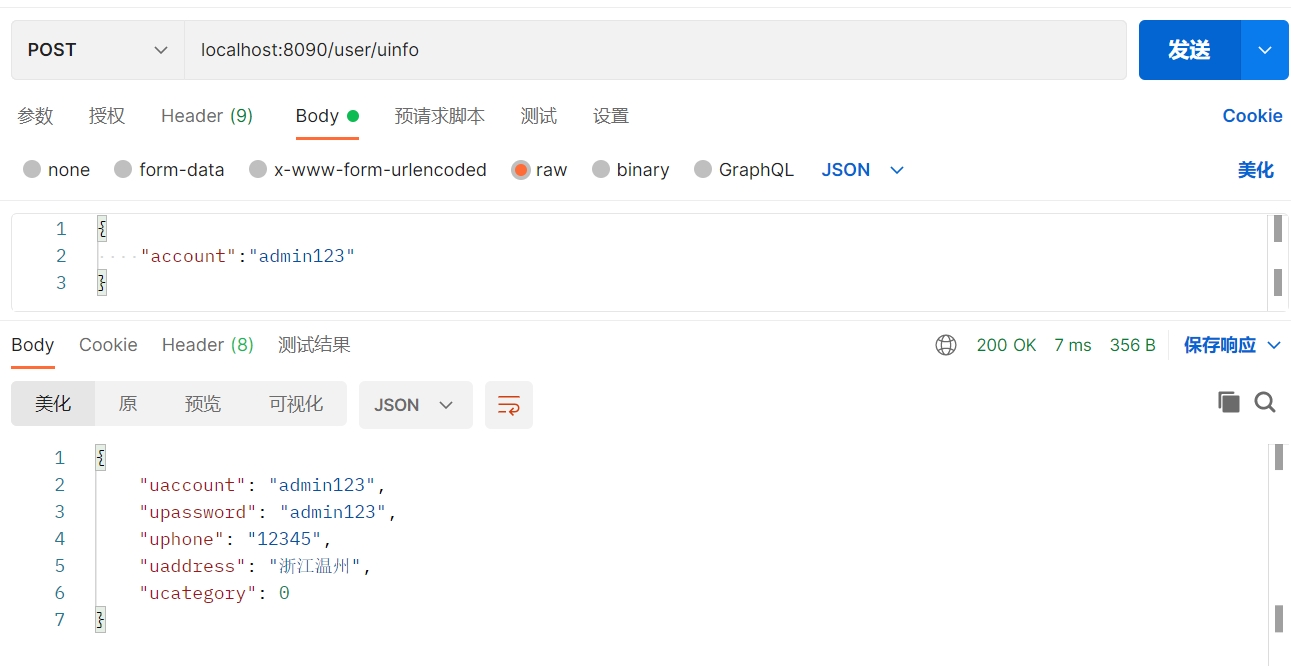 POST localhost:8090/user/uinfo 发送
参数 授权 Header (9) Body 预请求脚本 测试 设置 Cookie
none form-data x-www-form-urlencoded raw binary GraphQL JSON 美化
1 {
2 ····"account":"admin123"
3 }
Body Cookie Header (8) 测试结果 200 OK 7 ms 356 B 保存响应
美化 原 预览 可视化 JSON
1 {
2 "uaccount": "admin123",
3 "upassword": "admin123",
4 "uphone": "12345",
5 "uaddress": "浙江温州",
6 "ucategory": 0
7 }